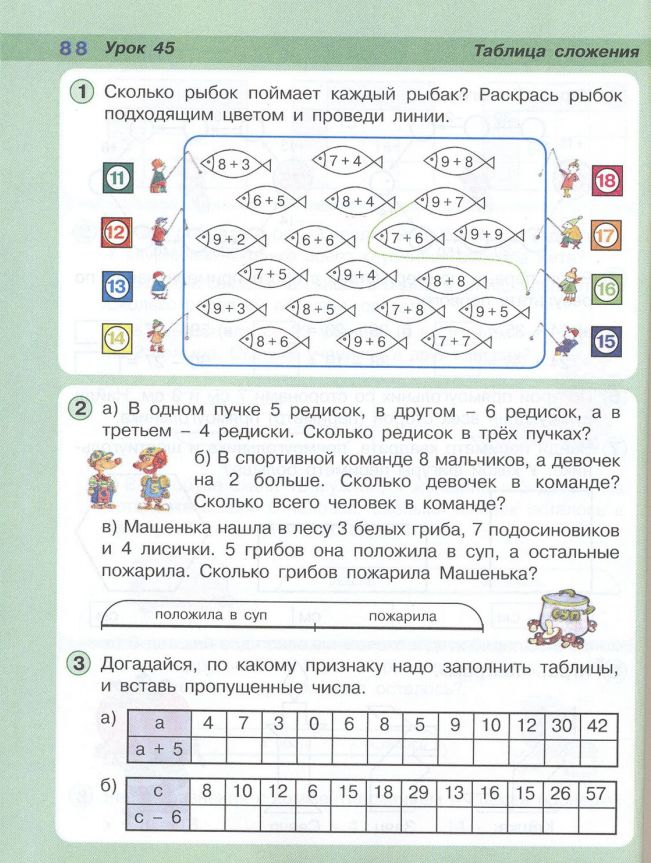 88 Урок 45 Таблица сложения
1 Сколько рыбок поймает каждый рыбак? Раскрась рыбок
подходящим цветом и проведи линии.
11 8 + 3 7 + 4 9 + 8 18
6 + 5 8 + 4 9 + 7
12 9 + 2 6 + 6 7 + 6 9 + 9 17
13 7 + 5 9 + 4 8 + 8 16
9 + 3 8 + 5 7 + 8 9 + 5
14 8 + 6 9 + 6 7 + 7 15
2 а) В одном пучке 5 редисок, в другом – 6 редисок, а в
третьем – 4 редиски. Сколько редисок в трёх пучках?
б) В спортивной команде 8 мальчиков, а девочек
на 2 больше. Сколько девочек в команде?
Сколько всего человек в команде?
в) Машенька нашла в лесу 3 белых гриба, 7 подосиновиков
и 4 лисички. 5 грибов она положила в суп, а остальные
пожарила. Сколько грибов пожарила Машенька?
положила в суп пожарила
суп
3 Догадайся, по какому признаку надо заполнить таблицы,
и вставь пропущенные числа.
а) а 4 7 3 0 6 8 5 9 10 12 30 42
а + 5
б) с 8 10 12 6 15 18 29 13 16 15 26 57
с – 6